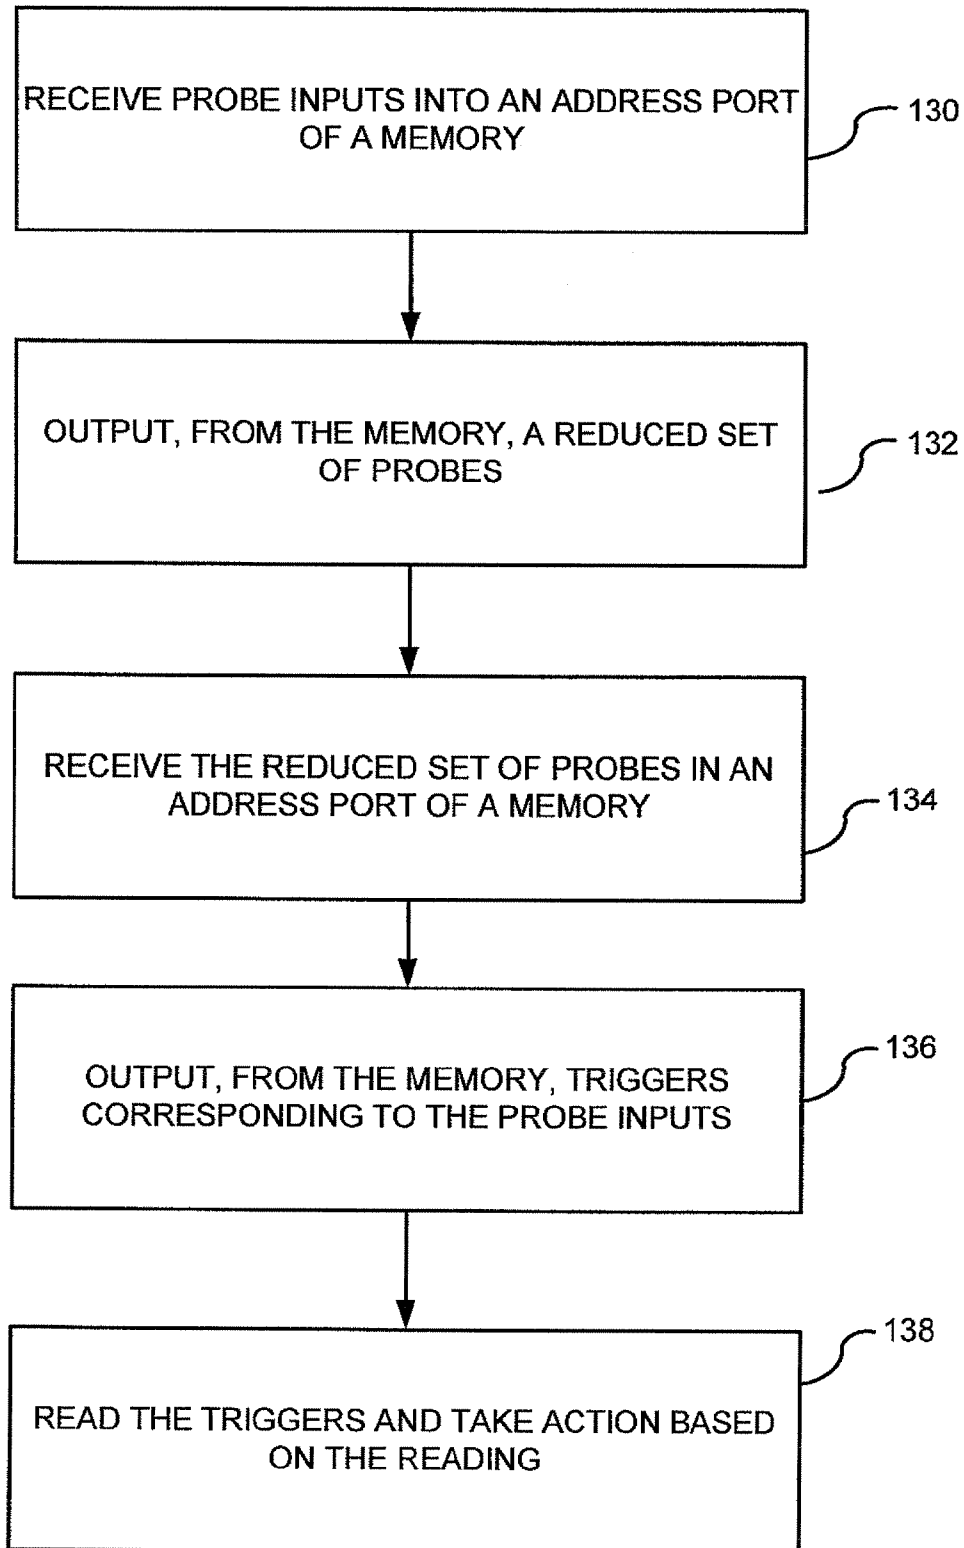 RECEIVE PROBE INPUTS INTO AN ADDRESS PORT
OF A MEMORY
130
OUTPUT, FROM THE MEMORY, A REDUCED SET
OF PROBES
132
RECEIVE THE REDUCED SET OF PROBES IN AN
ADDRESS PORT OF A MEMORY
134
OUTPUT, FROM THE MEMORY, TRIGGERS
CORRESPONDING TO THE PROBE INPUTS
136
READ THE TRIGGERS AND TAKE ACTION BASED
ON THE READING
138